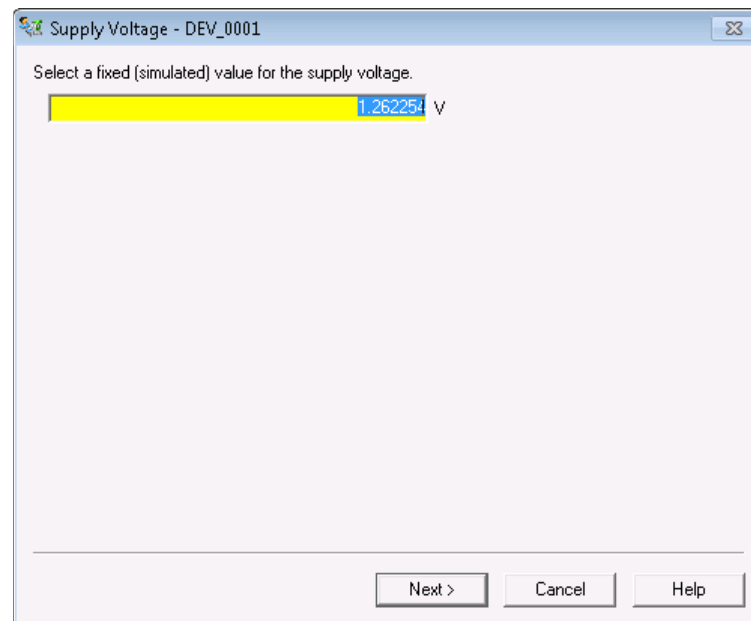 Supply Voltage - DEV_0001
Select a fixed (simulated) value for the supply voltage.
1.262254 V
Next > Cancel Help